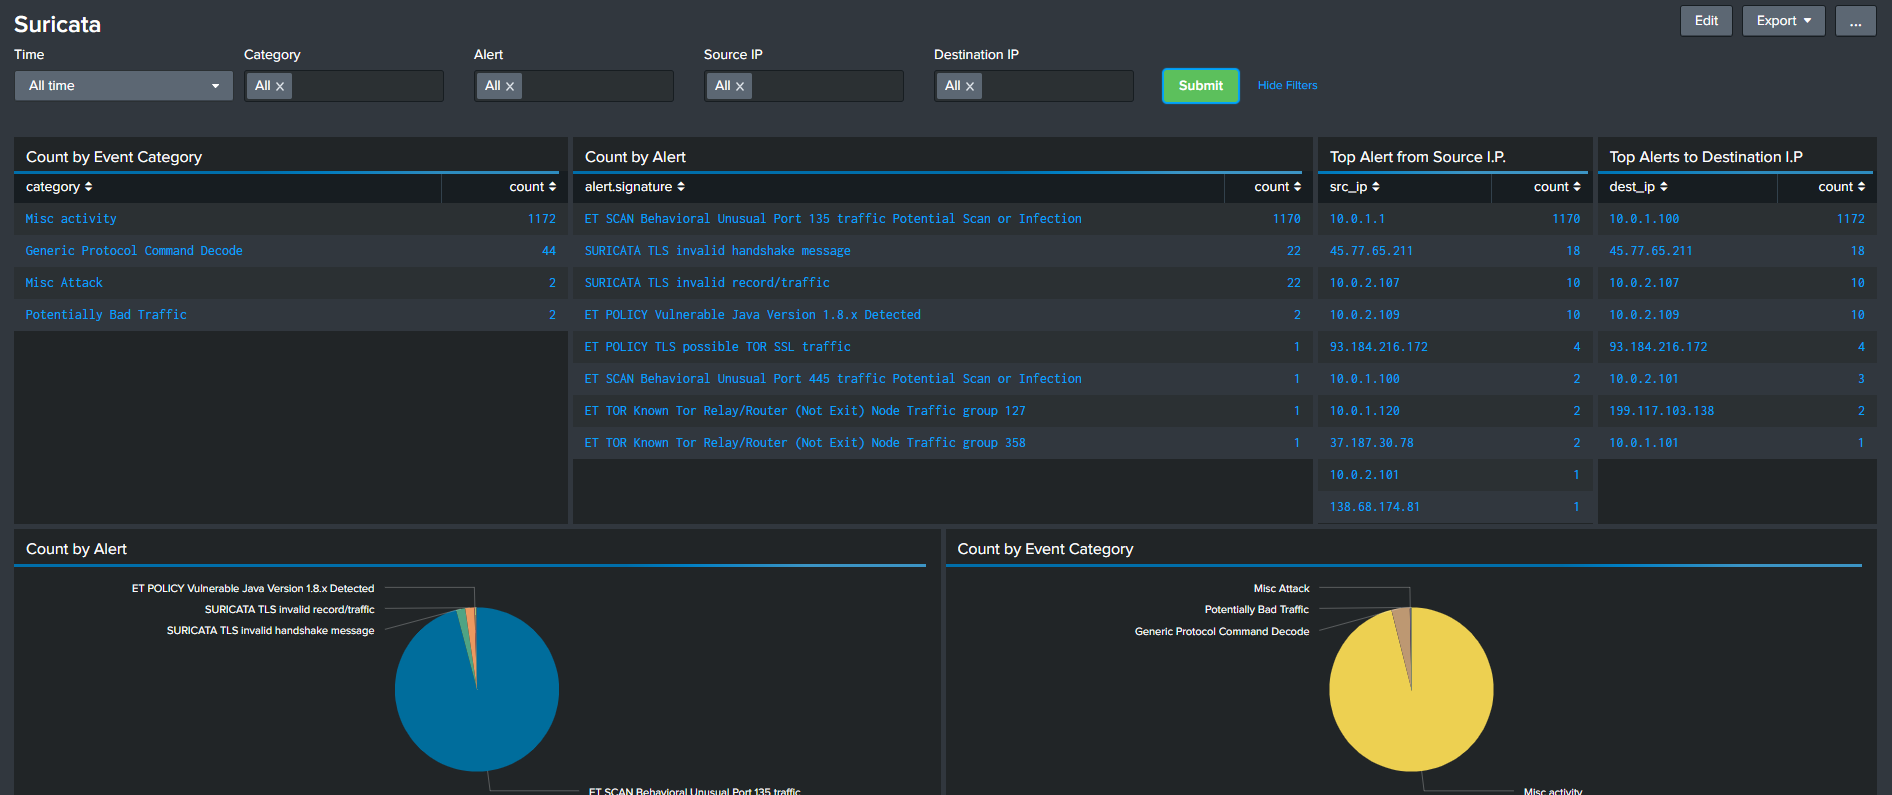 Suricata
Edit
Export
...
Time
Category
Alert
Source IP
Destination IP
All time
All ×
All ×
All ×
All ×
Submit
Hide Filters
Count by Event Category
category count
Misc activity 1172
Generic Protocol Command Decode 44
Misc Attack 2
Potentially Bad Traffic 2
Count by Alert
alert.signature count
ET SCAN Behavioral Unusual Port 135 traffic Potential Scan or Infection 1170
SURICATA TLS invalid handshake message 22
SURICATA TLS invalid record/traffic 22
ET POLICY Vulnerable Java Version 1.8.x Detected 2
ET POLICY TLS possible TOR SSL traffic 1
ET SCAN Behavioral Unusual Port 445 traffic Potential Scan or Infection 1
ET TOR Known Tor Relay/Router (Not Exit) Node Traffic group 127 1
ET TOR Known Tor Relay/Router (Not Exit) Node Traffic group 358 1
Top Alert from Source I.P.
src_ip count
10.0.1.1 1170
45.77.65.211 18
10.0.2.107 10
10.0.2.109 10
93.184.216.172 4
10.0.1.100 2
10.0.1.120 2
37.187.30.78 2
10.0.2.101 1
138.68.174.81 1
Top Alerts to Destination I.P
dest_ip count
10.0.1.100 1172
45.77.65.211 18
10.0.2.107 10
10.0.2.109 10
93.184.216.172 4
10.0.2.101 3
199.117.103.138 2
10.0.1.101 1
Count by Alert
ET POLICY Vulnerable Java Version 1.8.x Detected
SURICATA TLS invalid record/traffic
SURICATA TLS invalid handshake message
ET SCAN Behavioral Unusual Port 135 traffic
Count by Event Category
Misc Attack
Potentially Bad Traffic
Generic Protocol Command Decode
Misc activity